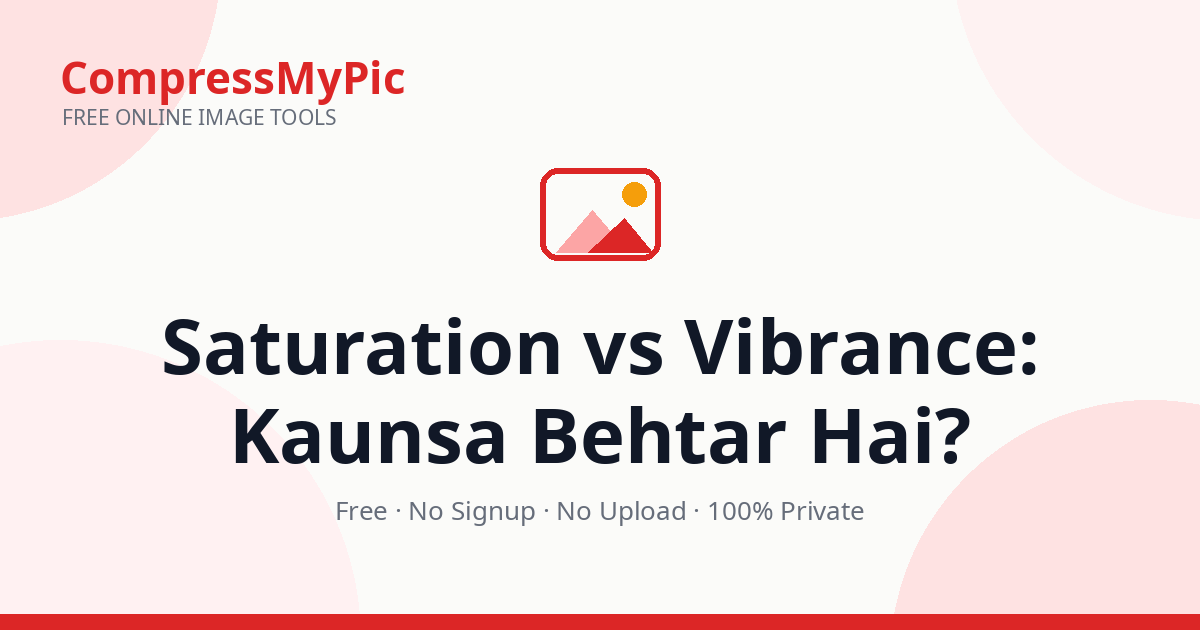 CompressMyPic
FREE ONLINE IMAGE TOOLS
Saturation vs Vibrance:
Kaunsa Behtar Hai?
Free · No Signup · No Upload · 100% Private